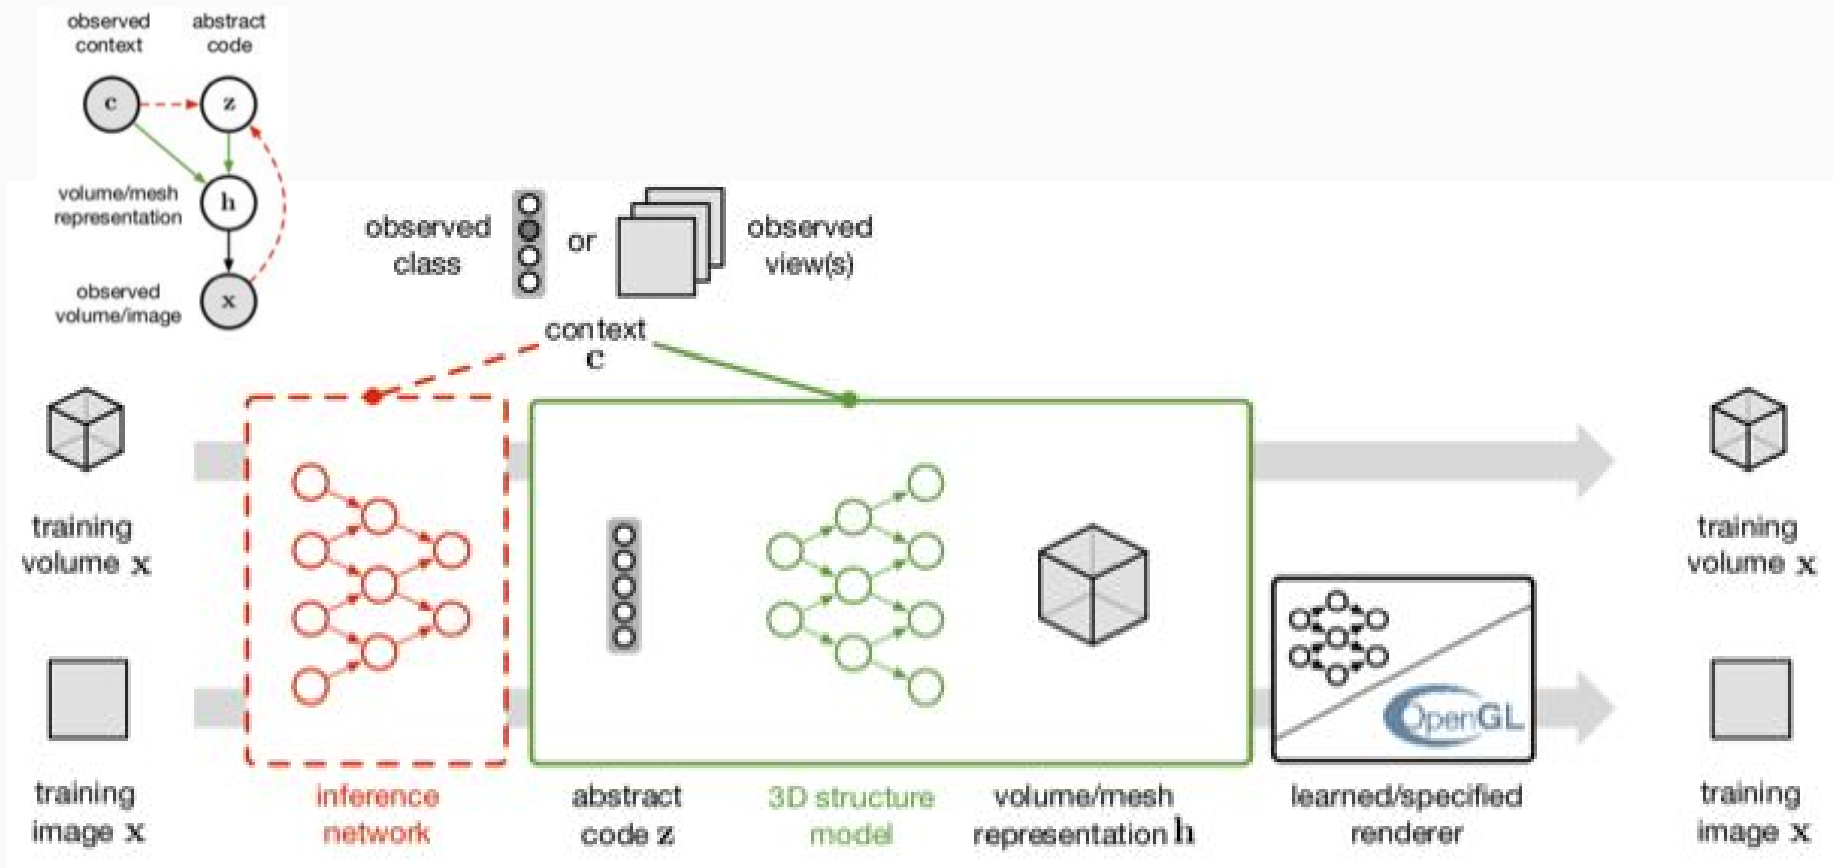 observed
context
abstract
code
c
z
volume/mesh
representation
h
observed
volume/image
x
observed
class
or
observed
view(s)
context
c
training
volume x
training
volume x
OpenGL
training
image x
inference
network
abstract
code z
3D structure
model
volume/mesh
representation h
learned/specified
renderer
training
image x